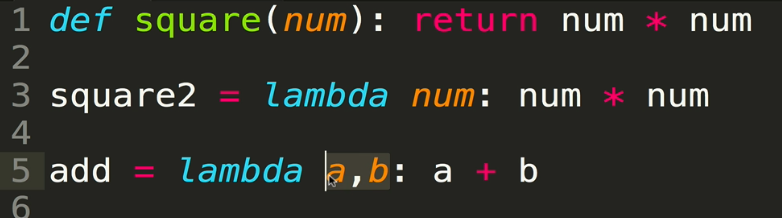 1 def square(num): return num * num
2
3 square2 = lambda num: num * num
4
5 add = lambda a,b: a + b
6